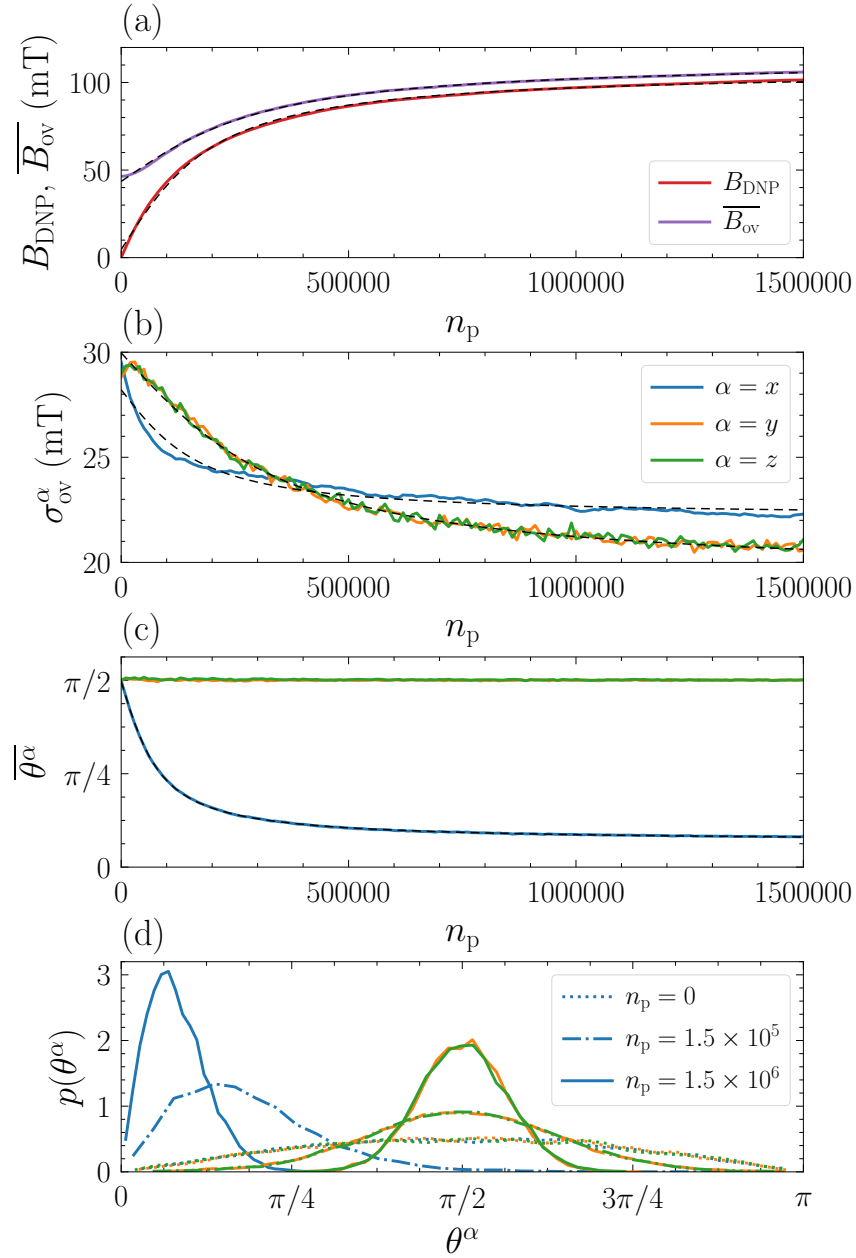 (a)
B_DNP, \overline{B_ov} (mT)
100
50
0
B_DNP
\overline{B_ov}
0 500000 1000000 1500000
n_p
(b)
σ_ov^α (mT)
30
25
20
α = x
α = y
α = z
0 500000 1000000 1500000
n_p
(c)
\overline{θ^α}
π/2
π/4
0
0 500000 1000000 1500000
n_p
(d)
p(θ^α)
3
2
1
0
n_p = 0
n_p = 1.5 × 10^5
n_p = 1.5 × 10^6
0 π/4 π/2 3π/4 π
θ^α